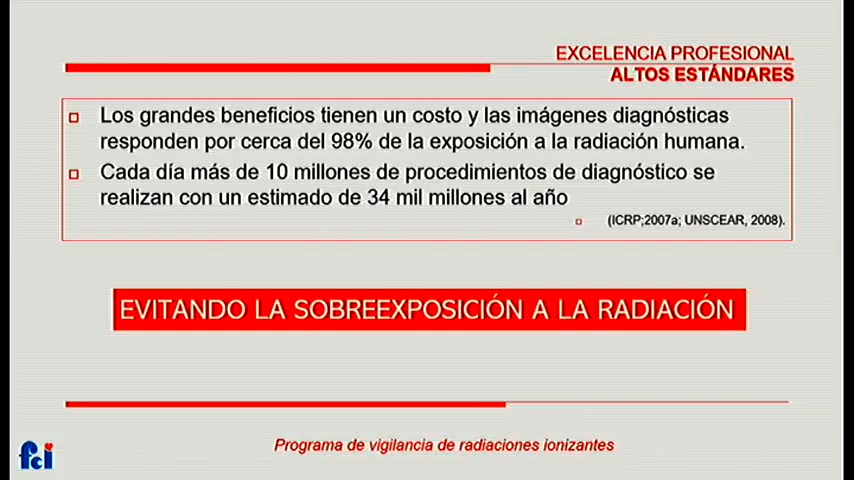 EXCELENCIA PROFESIONAL
ALTOS ESTÁNDARES
Los grandes beneficios tienen un costo y las imágenes diagnósticas
responden por cerca del 98% de la exposición a la radiación humana.
Cada día más de 10 millones de procedimientos de diagnóstico se
realizan con un estimado de 34 mil millones al año
(ICRP;2007a; UNSCEAR, 2008).
EVITANDO LA SOBREEXPOSICIÓN A LA RADIACIÓN
Programa de vigilancia de radiaciones ionizantes
fci